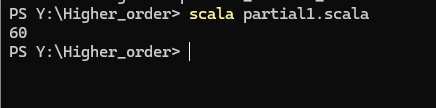 PS Y:\Higher_order> scala partial1.scala
60
PS Y:\Higher_order>